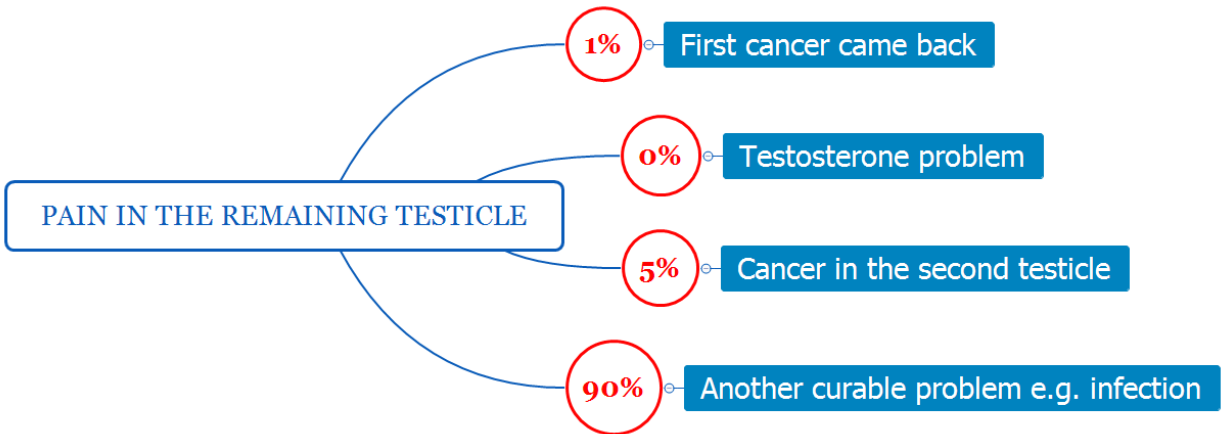 1%
First cancer came back
0%
Testosterone problem
PAIN IN THE REMAINING TESTICLE
5%
Cancer in the second testicle
90%
Another curable problem e.g. infection